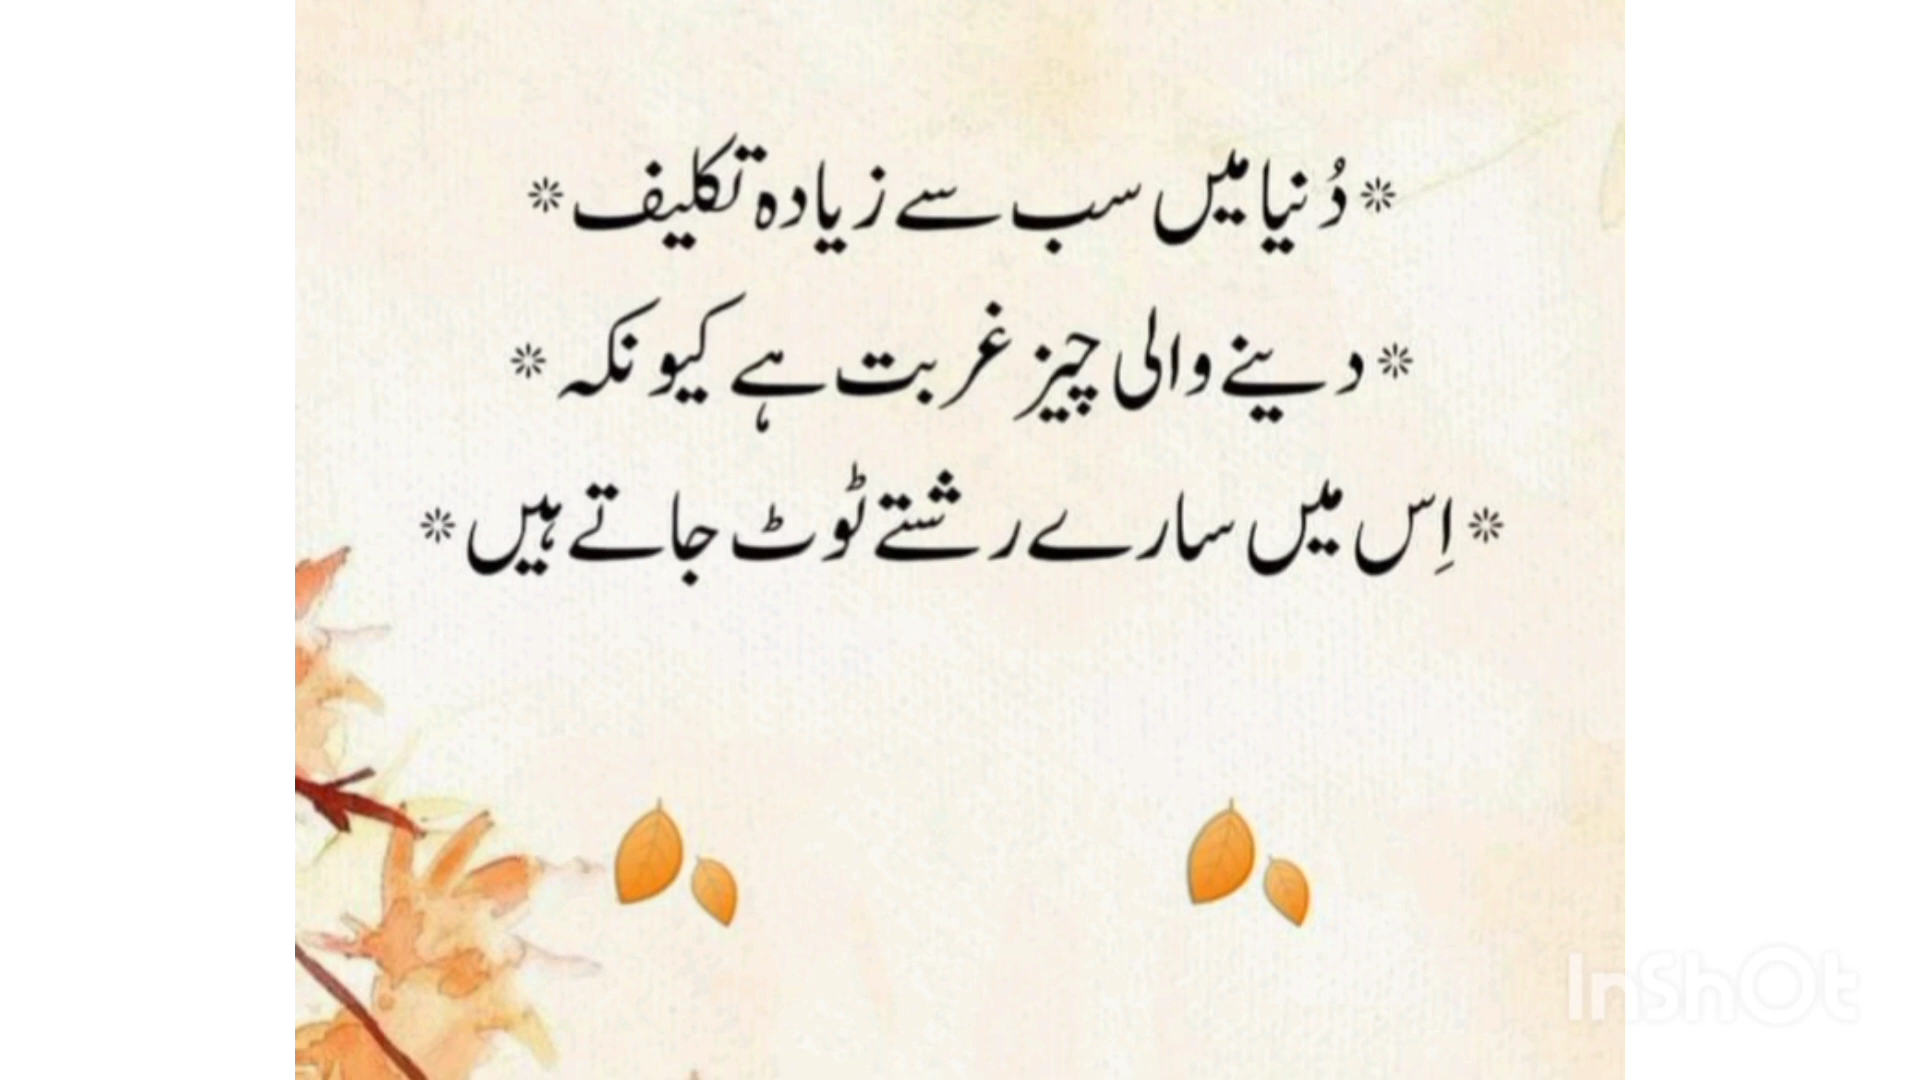 * دُنیا میں سب سے زیادہ تکلیف *
* دینے والی چیز غربت ہے کیونکہ *
* اِس میں سارے رشتے ٹوٹ جاتے ہیں *
InShOt